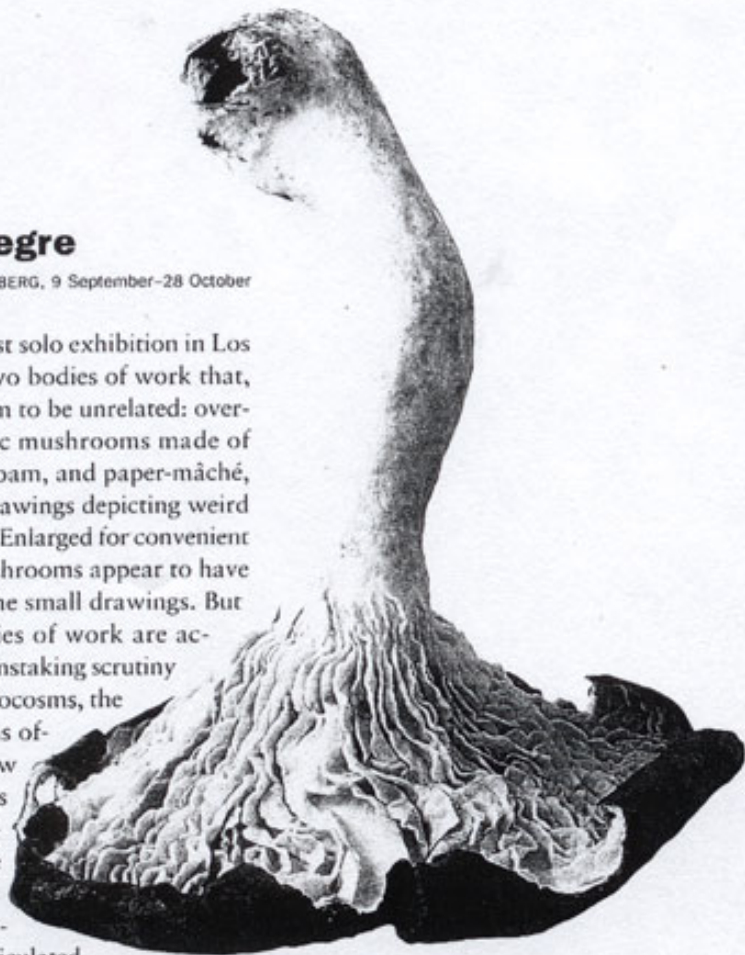 egre
BERG, 9 September–28 October
st solo exhibition in Los
vo bodies of work that,
n to be unrelated: over-
c mushrooms made of
oam, and paper-mâché,
awings depicting weird
Enlarged for convenient
hrooms appear to have
ne small drawings. But
ies of work are ac-
nstaking scrutiny
ocosms, the
s of-
w
s
-
iculated